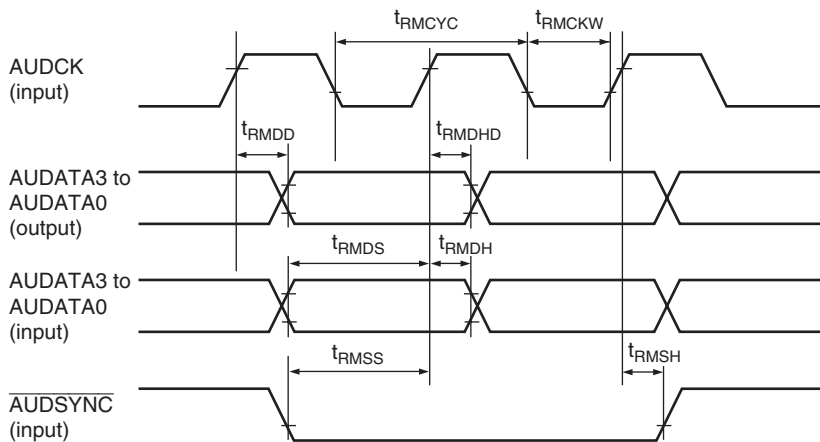 tRMCYC
tRMCKW
AUDCK
(input)
tRMDD
tRMDHD
AUDATA3 to
AUDATA0
(output)
tRMDS
tRMDH
AUDATA3 to
AUDATA0
(input)
tRMSS
tRMSH
AUDSYNC
(input)